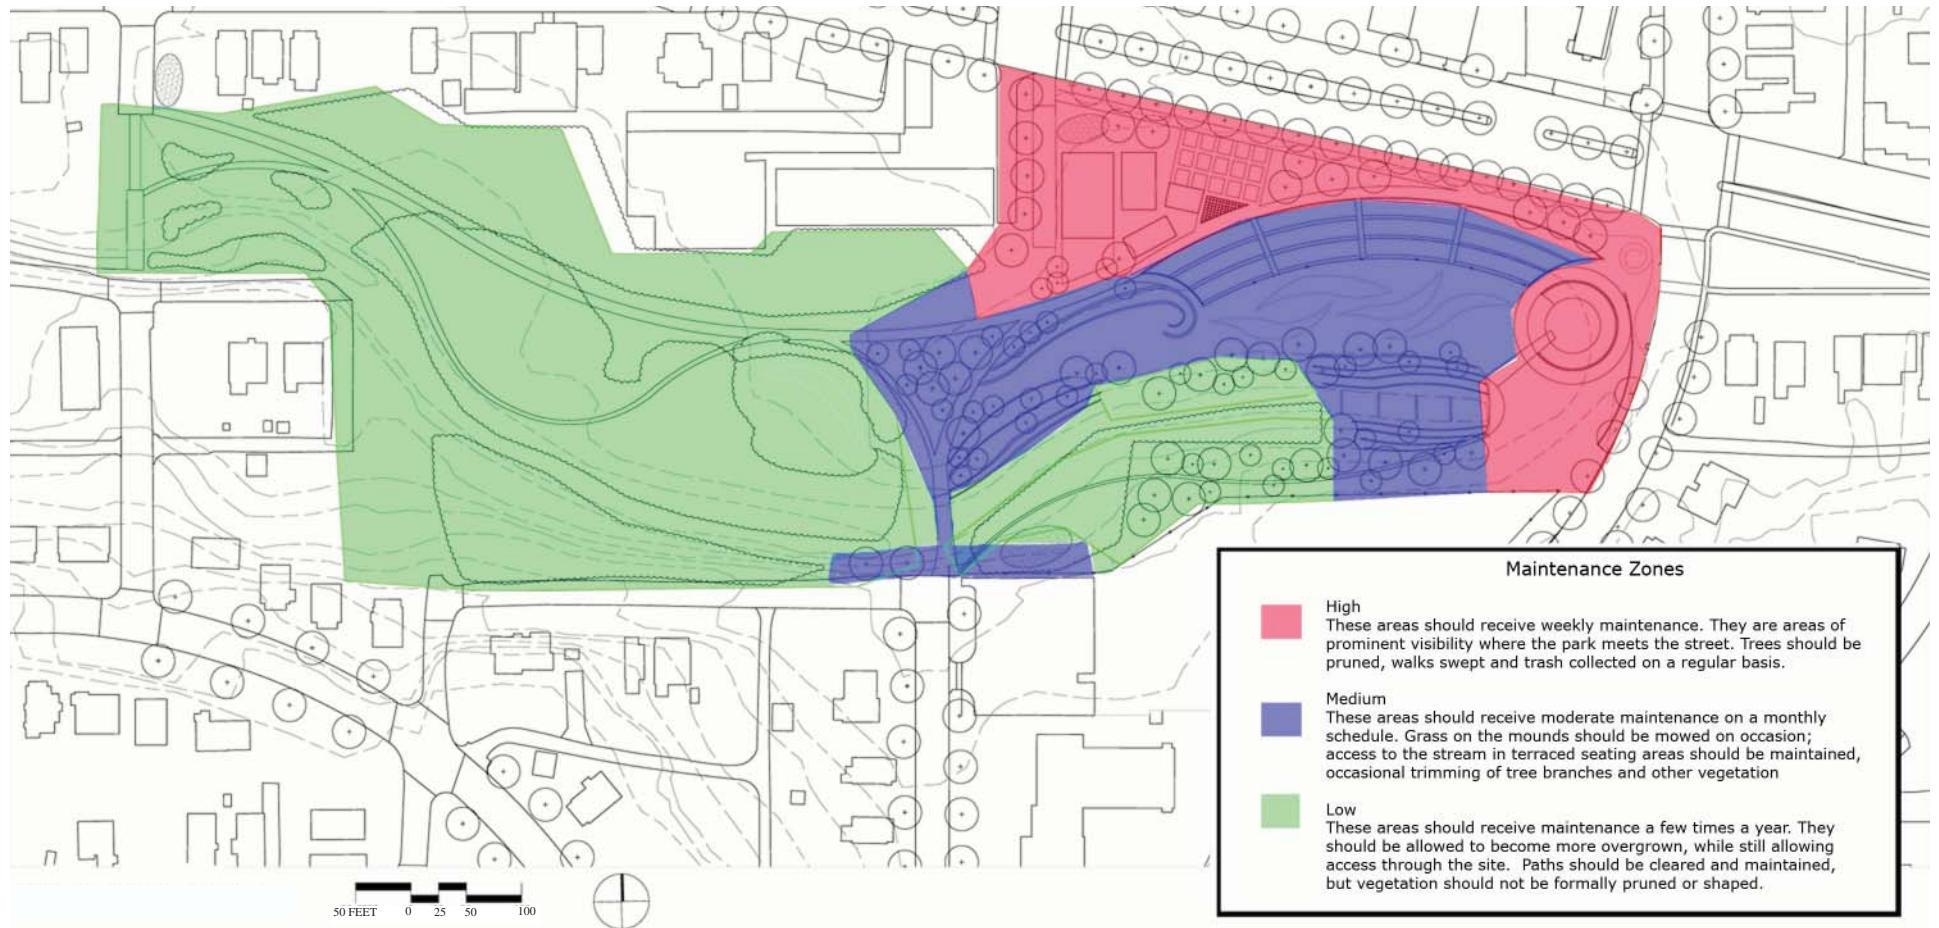 Maintenance Zones
High
These areas should receive weekly maintenance. They are areas of
prominent visibility where the park meets the street. Trees should be
pruned, walks swept and trash collected on a regular basis.
Medium
These areas should receive moderate maintenance on a monthly
schedule. Grass on the mounds should be mowed on occasion;
access to the stream in terraced seating areas should be maintained,
occasional trimming of tree branches and other vegetation
Low
These areas should receive maintenance a few times a year. They
should be allowed to become more overgrown, while still allowing
access through the site. Paths should be cleared and maintained,
but vegetation should not be formally pruned or shaped.
50 FEET 0 25 50 100